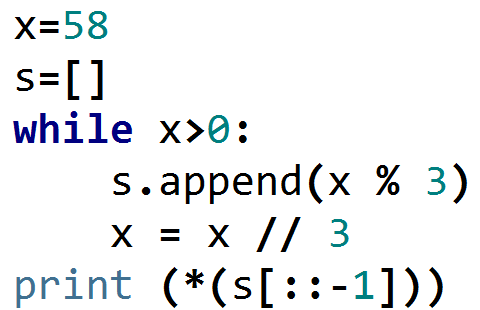 x=58
s=[]
while x>0:
    s.append(x % 3)
    x = x // 3
print (*(s[::-1]))